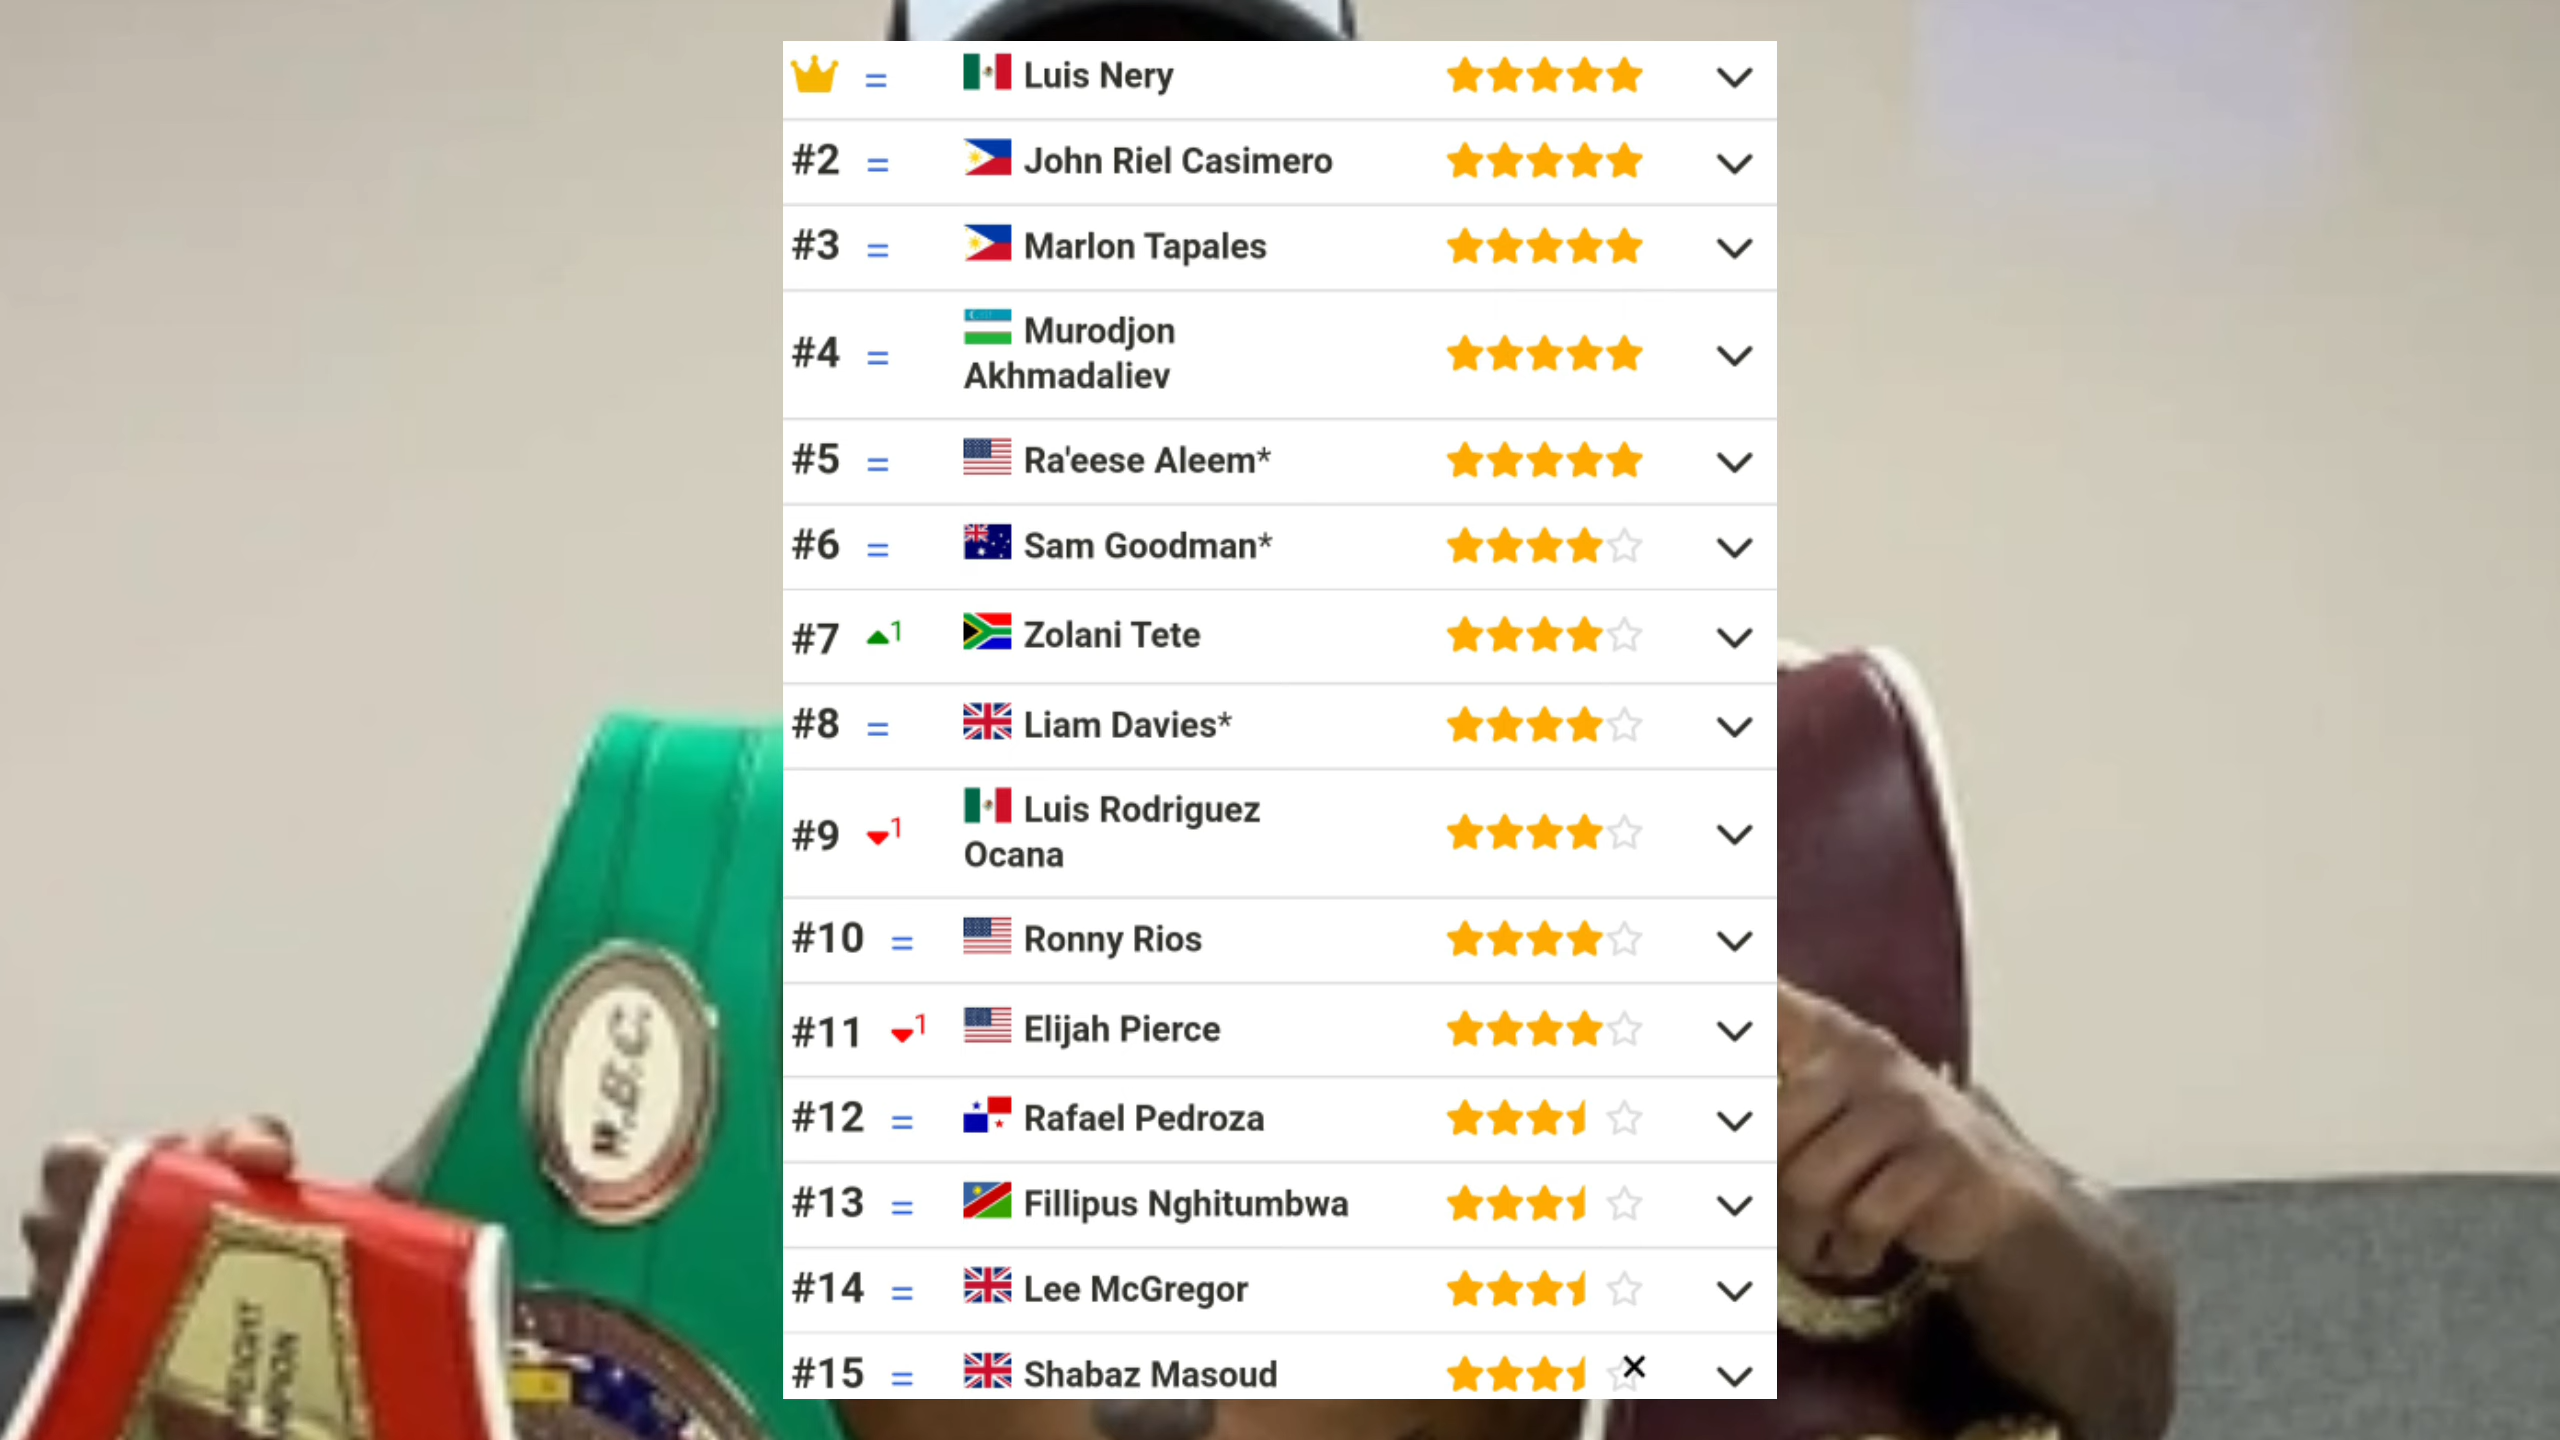 = Luis Nery
#2 = John Riel Casimero
#3 = Marlon Tapales
#4 = Murodjon
Akhmadaliev
#5 = Ra'eese Aleem*
#6 = Sam Goodman*
#7 1 Zolani Tete
#8 = Liam Davies*
#9 1 Luis Rodriguez
Ocana
#10 = Ronny Rios
#11 1 Elijah Pierce
#12 = Rafael Pedroza
#13 = Fillipus Nghitumbwa
#14 = Lee McGregor
#15 = Shabaz Masoud
W.B.C.